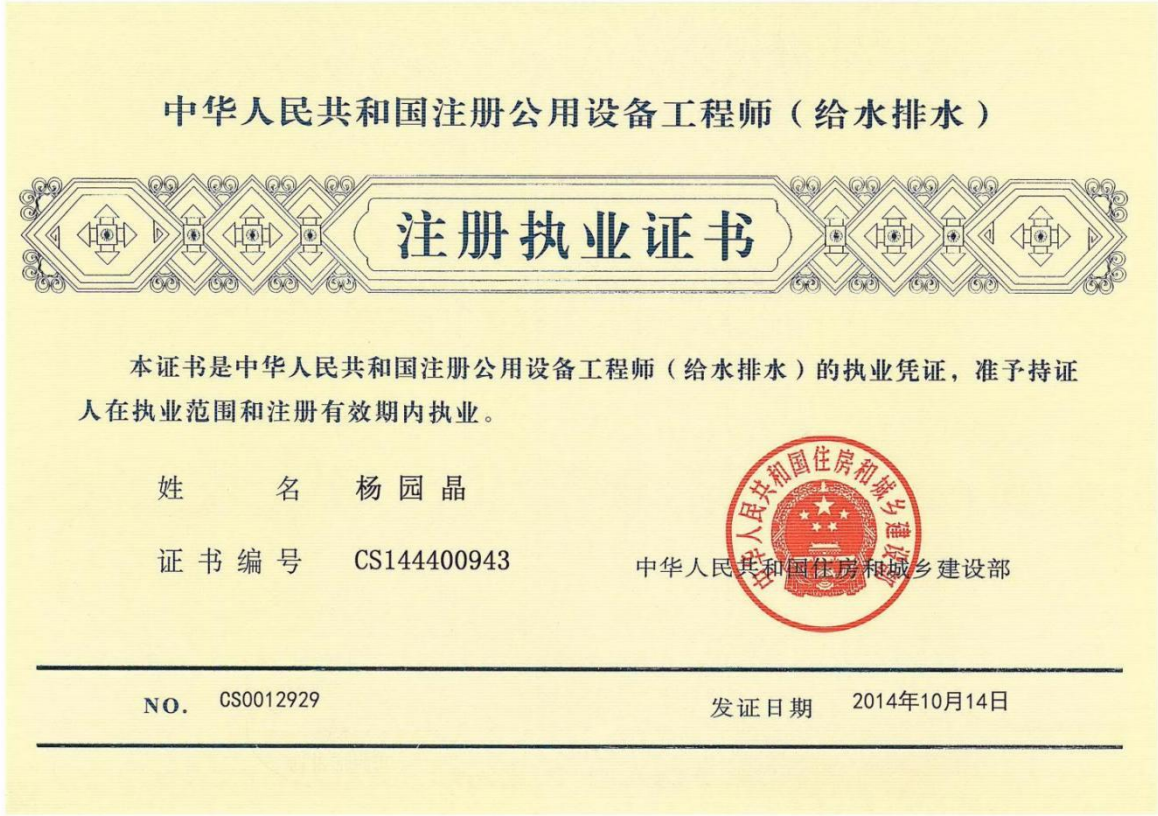 中华人民共和国注册公用设备工程师（给水排水）
注册执业证书
本证书是中华人民共和国注册公用设备工程师（给水排水）的执业凭证，准予持证
人在执业范围和注册有效期内执业。
姓名 杨园晶
证书编号 CS144400943
中华人民共和国住房和城乡建设部
中华人民共和国住房和城乡建设部
NO. CS0012929
发证日期 2014年10月14日